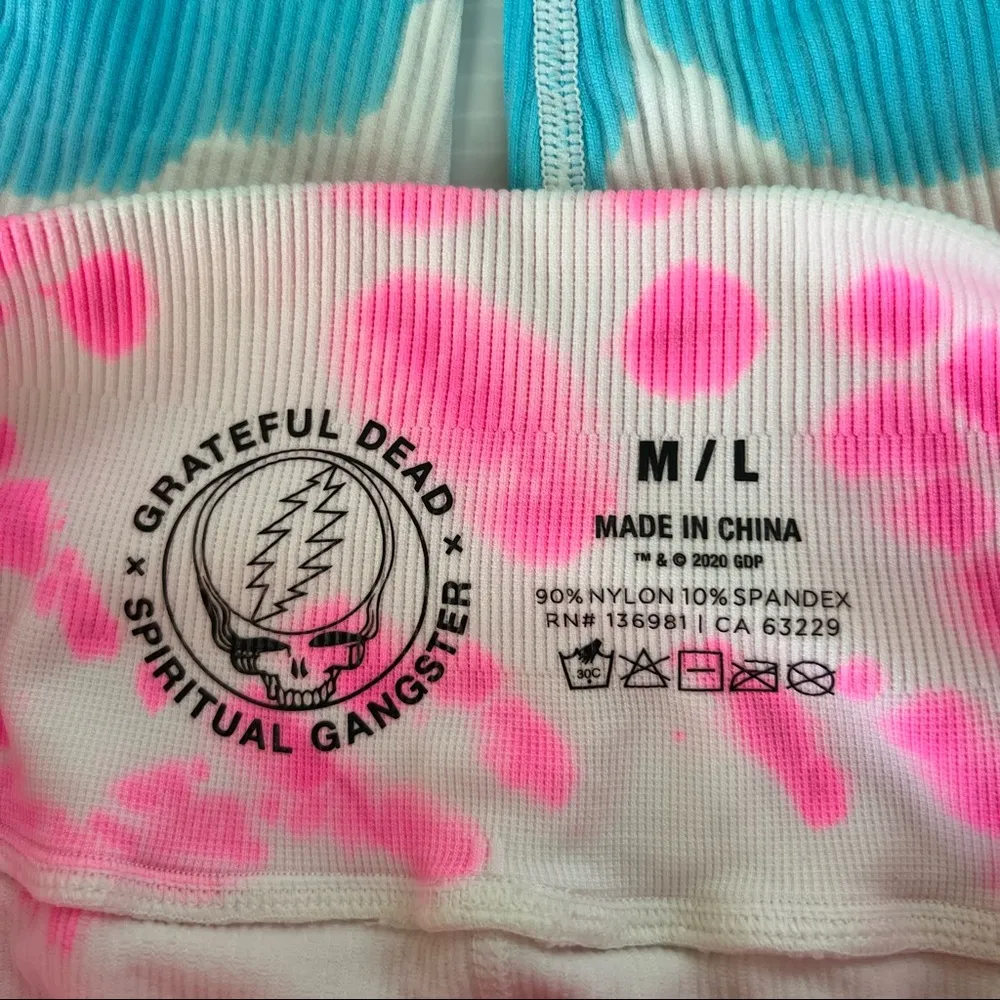 × GRATEFUL DEAD ×
SPIRITUAL GANGSTER
M / L
MADE IN CHINA
™ & © 2020 GDP
90% NYLON 10% SPANDEX
RN# 136981 | CA 63229
30C